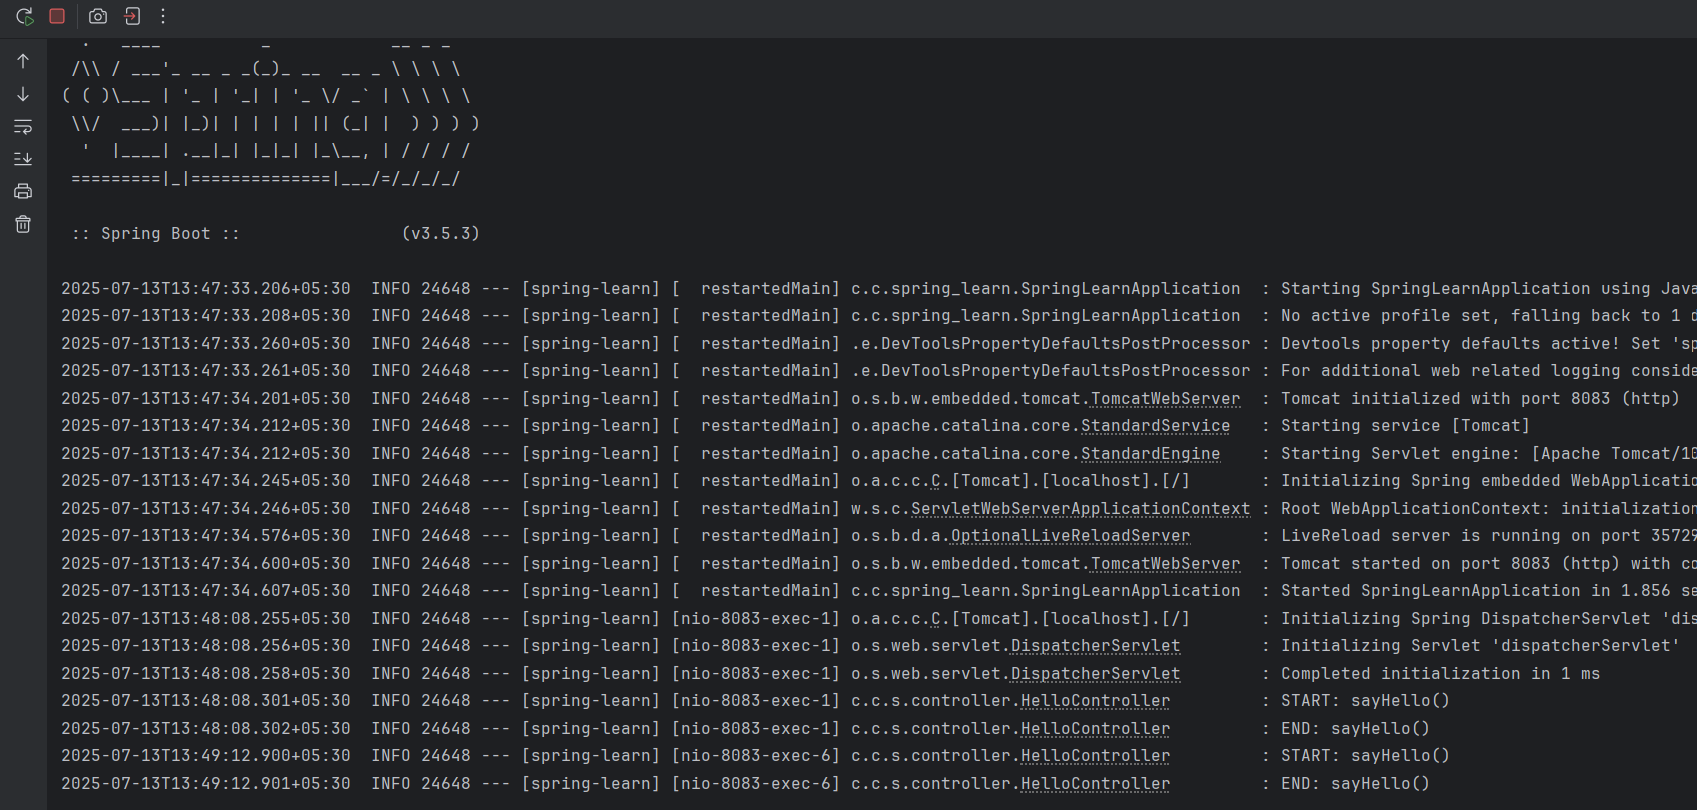 .   ____          _            __ _ _
 /\\ / ___'_ __ _ _(_)_ __  __ _ \ \ \ \
( ( )\___ | '_ | '_| | '_ \/ _` | \ \ \ \
 \\/  ___)| |_)| | | | | || (_| |  ) ) ) )
  '  |____| .__|_| |_|_| |_\__, | / / / /
 =========|_|==============|___/=/_/_/_/
 :: Spring Boot ::                (v3.5.3)
2025-07-13T13:47:33.206+05:30  INFO 24648 --- [spring-learn] [  restartedMain] c.c.spring_learn.SpringLearnApplication  : Starting SpringLearnApplication using Java
2025-07-13T13:47:33.208+05:30  INFO 24648 --- [spring-learn] [  restartedMain] c.c.spring_learn.SpringLearnApplication  : No active profile set, falling back to 1 d
2025-07-13T13:47:33.260+05:30  INFO 24648 --- [spring-learn] [  restartedMain] .e.DevToolsPropertyDefaultsPostProcessor : Devtools property defaults active! Set 'sp
2025-07-13T13:47:33.261+05:30  INFO 24648 --- [spring-learn] [  restartedMain] .e.DevToolsPropertyDefaultsPostProcessor : For additional web related logging conside
2025-07-13T13:47:34.201+05:30  INFO 24648 --- [spring-learn] [  restartedMain] o.s.b.w.embedded.tomcat.TomcatWebServer  : Tomcat initialized with port 8083 (http)
2025-07-13T13:47:34.212+05:30  INFO 24648 --- [spring-learn] [  restartedMain] o.apache.catalina.core.StandardService   : Starting service [Tomcat]
2025-07-13T13:47:34.212+05:30  INFO 24648 --- [spring-learn] [  restartedMain] o.apache.catalina.core.StandardEngine    : Starting Servlet engine: [Apache Tomcat/10
2025-07-13T13:47:34.245+05:30  INFO 24648 --- [spring-learn] [  restartedMain] o.a.c.c.C.[Tomcat].[localhost].[/]       : Initializing Spring embedded WebApplicatio
2025-07-13T13:47:34.246+05:30  INFO 24648 --- [spring-learn] [  restartedMain] w.s.c.ServletWebServerApplicationContext : Root WebApplicationContext: initialization
2025-07-13T13:47:34.576+05:30  INFO 24648 --- [spring-learn] [  restartedMain] o.s.b.d.a.OptionalLiveReloadServer       : LiveReload server is running on port 35729
2025-07-13T13:47:34.600+05:30  INFO 24648 --- [spring-learn] [  restartedMain] o.s.b.w.embedded.tomcat.TomcatWebServer  : Tomcat started on port 8083 (http) with co
2025-07-13T13:47:34.607+05:30  INFO 24648 --- [spring-learn] [  restartedMain] c.c.spring_learn.SpringLearnApplication  : Started SpringLearnApplication in 1.856 se
2025-07-13T13:48:08.255+05:30  INFO 24648 --- [spring-learn] [nio-8083-exec-1] o.a.c.c.C.[Tomcat].[localhost].[/]       : Initializing Spring DispatcherServlet 'dis
2025-07-13T13:48:08.256+05:30  INFO 24648 --- [spring-learn] [nio-8083-exec-1] o.s.web.servlet.DispatcherServlet        : Initializing Servlet 'dispatcherServlet'
2025-07-13T13:48:08.258+05:30  INFO 24648 --- [spring-learn] [nio-8083-exec-1] o.s.web.servlet.DispatcherServlet        : Completed initialization in 1 ms
2025-07-13T13:48:08.301+05:30  INFO 24648 --- [spring-learn] [nio-8083-exec-1] c.c.s.controller.HelloController         : START: sayHello()
2025-07-13T13:48:08.302+05:30  INFO 24648 --- [spring-learn] [nio-8083-exec-1] c.c.s.controller.HelloController         : END: sayHello()
2025-07-13T13:49:12.900+05:30  INFO 24648 --- [spring-learn] [nio-8083-exec-6] c.c.s.controller.HelloController         : START: sayHello()
2025-07-13T13:49:12.901+05:30  INFO 24648 --- [spring-learn] [nio-8083-exec-6] c.c.s.controller.HelloController         : END: sayHello()